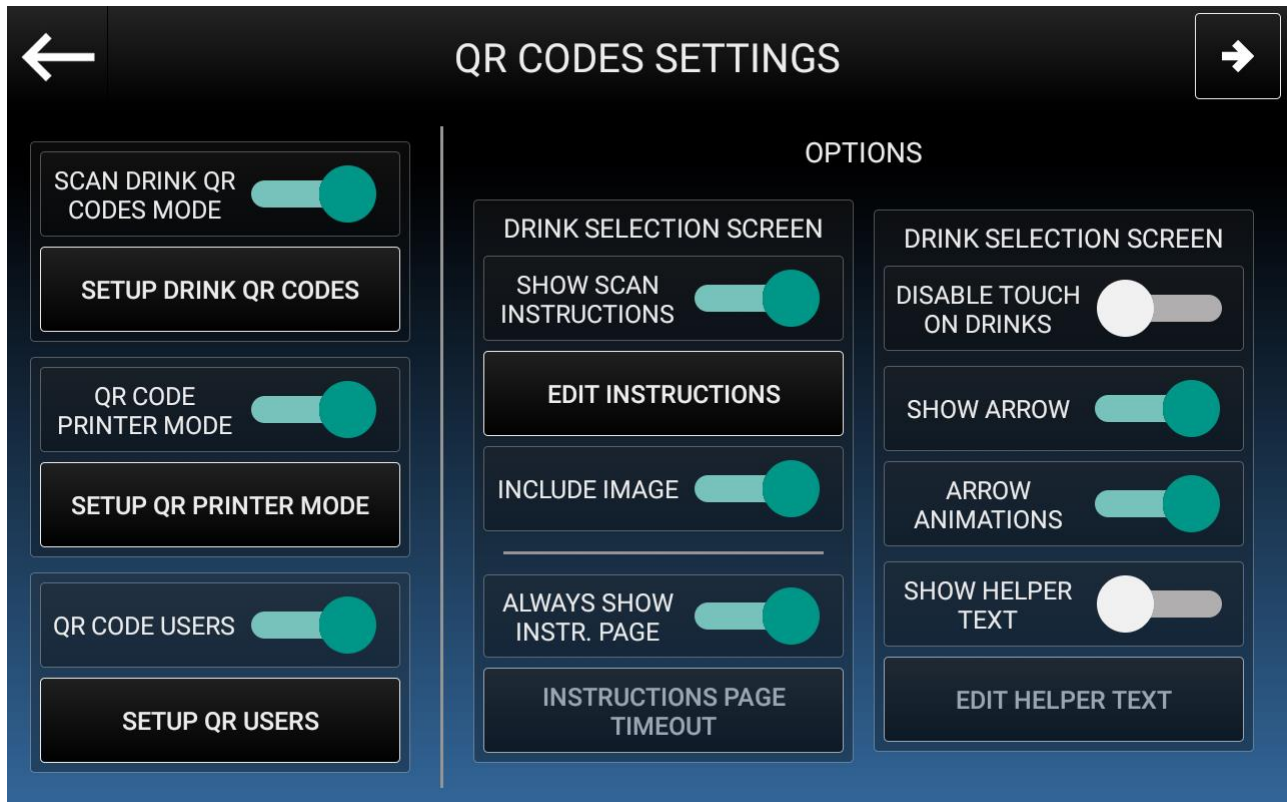 QR CODES SETTINGS
SCAN DRINK QR
CODES MODE
SETUP DRINK QR CODES
QR CODE
PRINTER MODE
SETUP QR PRINTER MODE
QR CODE USERS
SETUP QR USERS
OPTIONS
DRINK SELECTION SCREEN
SHOW SCAN
INSTRUCTIONS
EDIT INSTRUCTIONS
INCLUDE IMAGE
ALWAYS SHOW
INSTR. PAGE
INSTRUCTIONS PAGE
TIMEOUT
DRINK SELECTION SCREEN
DISABLE TOUCH
ON DRINKS
SHOW ARROW
ARROW
ANIMATIONS
SHOW HELPER
TEXT
EDIT HELPER TEXT